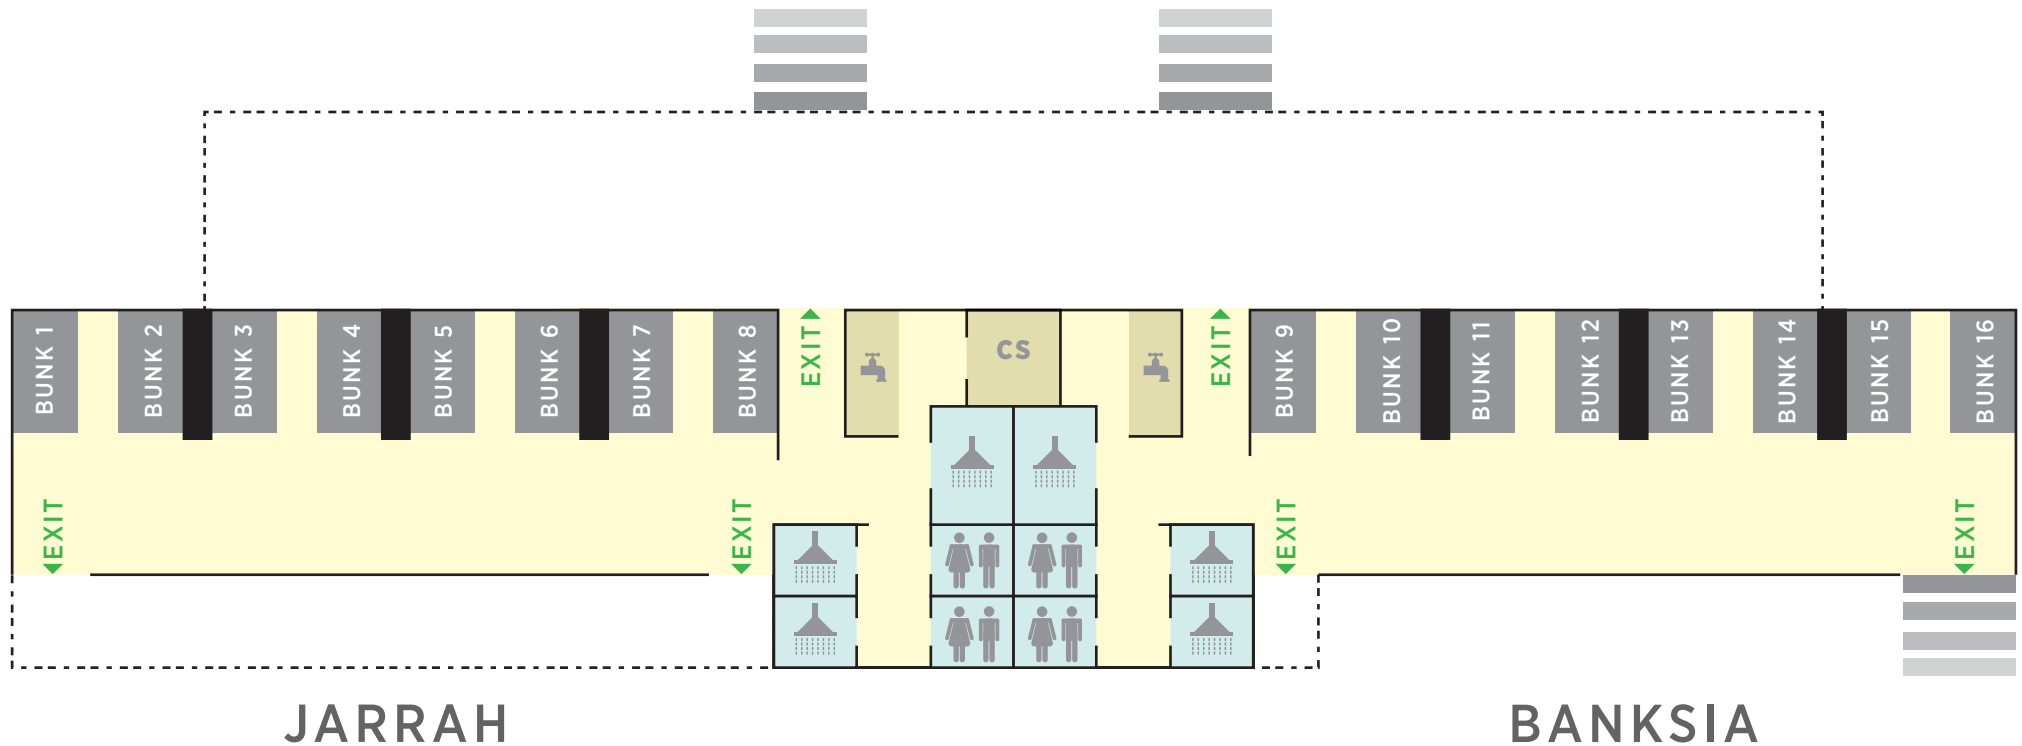 BUNK 1
BUNK 2
BUNK 3
BUNK 4
BUNK 5
BUNK 6
BUNK 7
BUNK 8
EXIT
CS
EXIT
BUNK 9
BUNK 10
BUNK 11
BUNK 12
BUNK 13
BUNK 14
BUNK 15
BUNK 16
EXIT
EXIT
EXIT
EXIT
JARRAH
BANKSIA